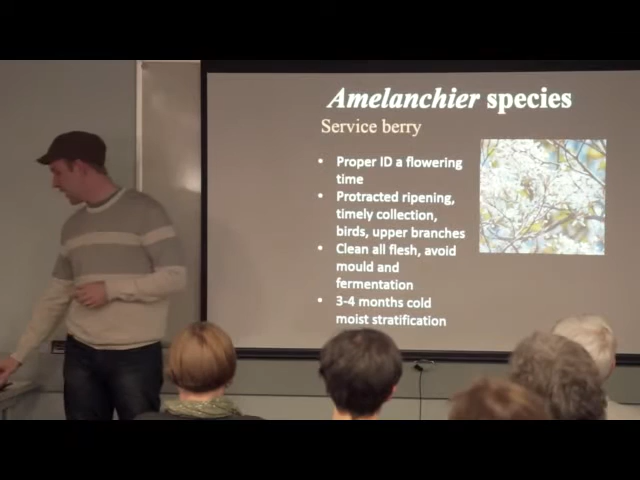 Amelanchier species
Service berry
• Proper ID a flowering
time
• Protracted ripening,
timely collection,
birds, upper branches
• Clean all flesh, avoid
mould and
fermentation
• 3-4 months cold
moist stratification